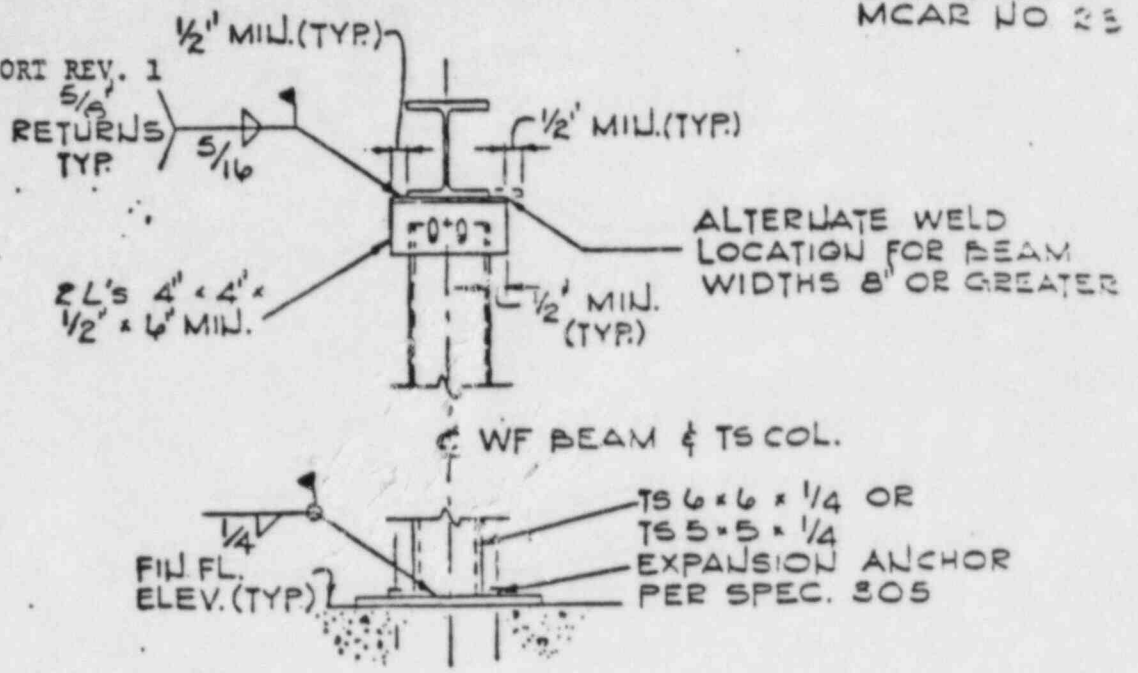 MCAR NO
ORT REV. 1
1/2" MIN. (TYP.)
5/8"
RETURNS
TYP.
5/16
1/2" MIN. (TYP.)
ALTERNATE WELD
LOCATION FOR BEAM
WIDTHS 8" OR GREATER
2 L's 4" x 4" x
1/2" x 6" MIN.
1/2" MIN.
(TYP.)
WF BEAM & TS COL.
TS 6 x 6 x 1/4 OR
TS 5 x 5 x 1/4
EXPANSION ANCHOR
PER SPEC. 305
1/4
FIN. FL.
ELEV. (TYP.)